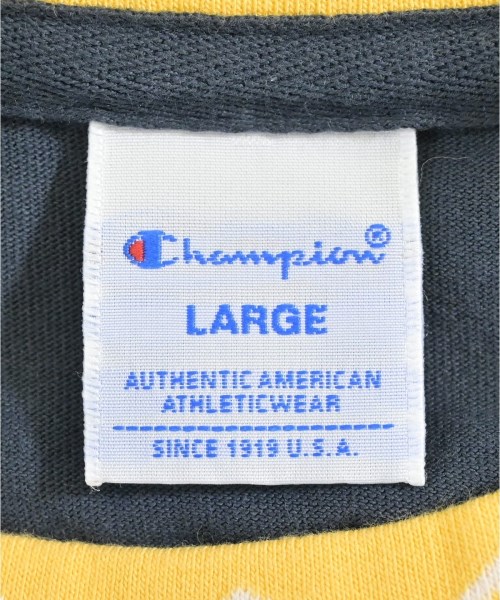 Champion®
LARGE
AUTHENTIC AMERICAN
ATHLETICWEAR
SINCE 1919 U.S.A.